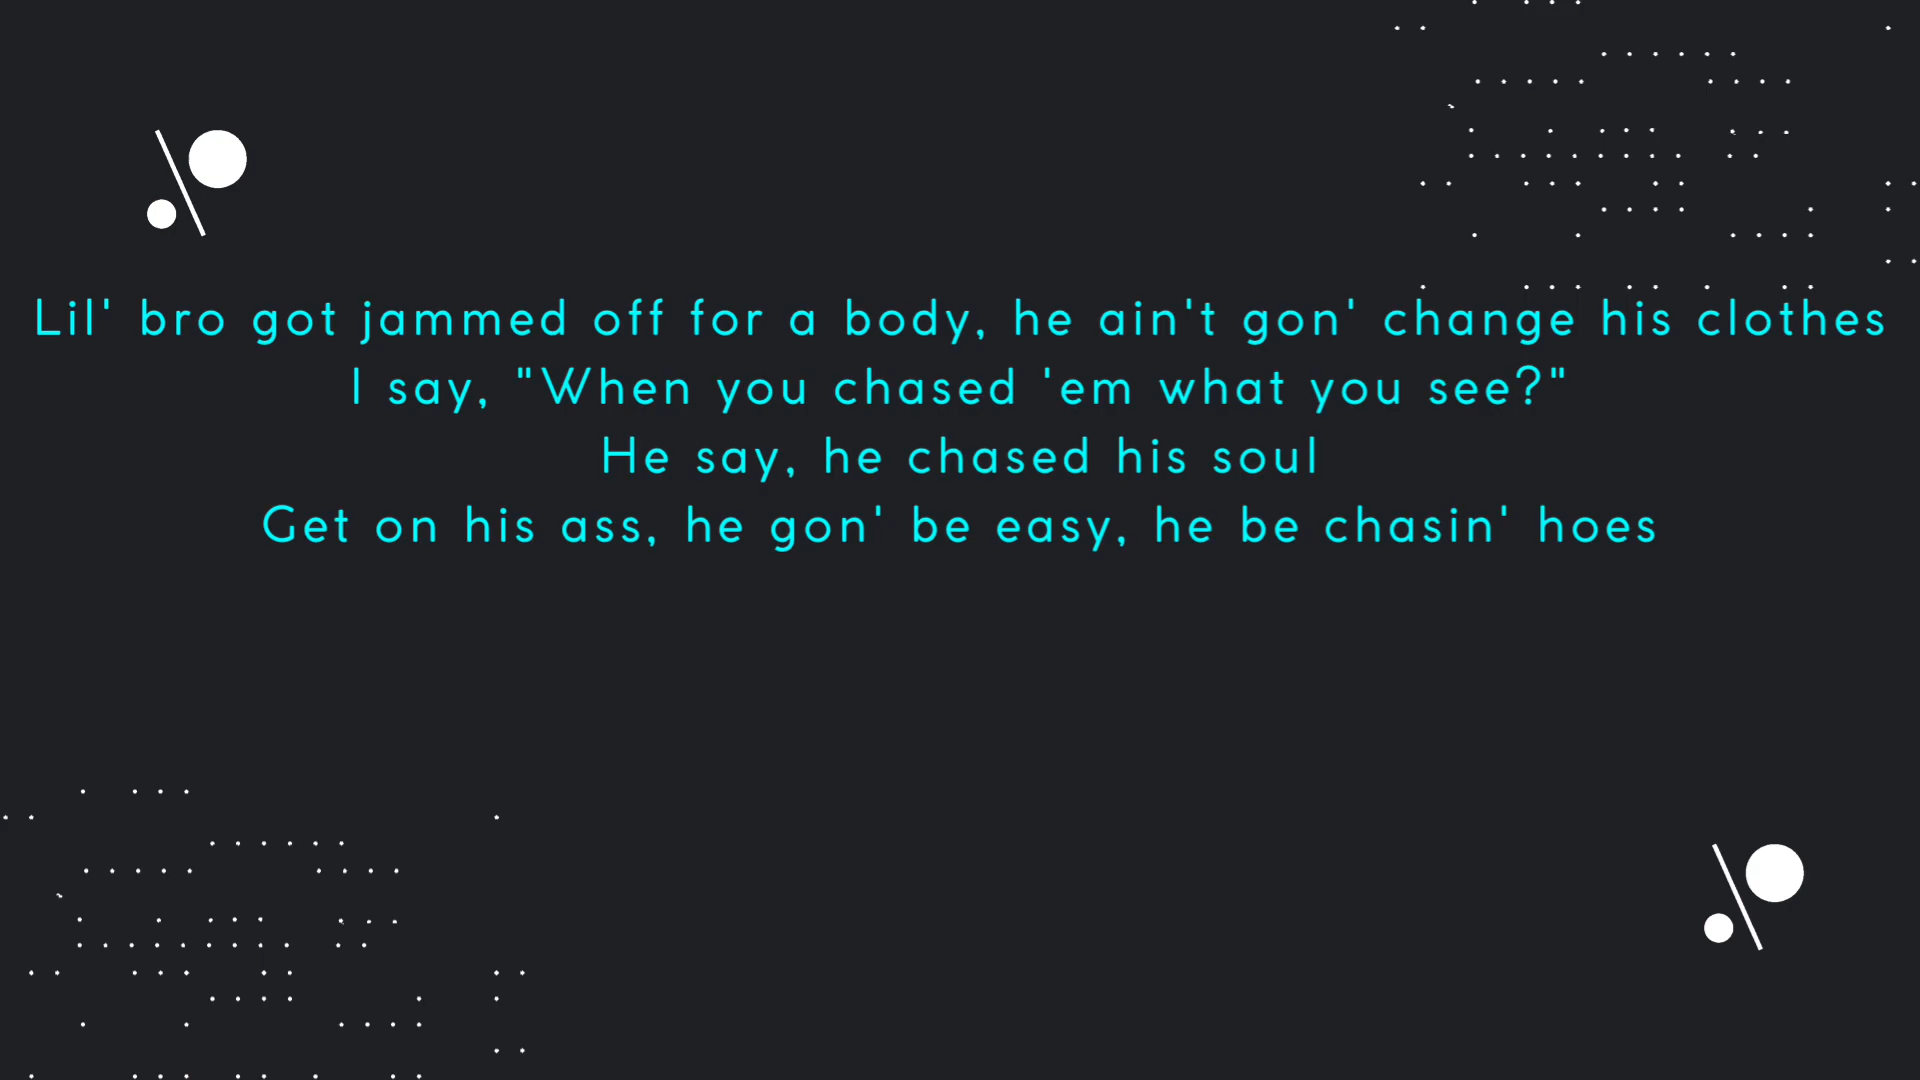 Lil' bro got jammed off for a body, he ain't gon' change his clothes
I say, "When you chased 'em what you see?"
He say, he chased his soul
Get on his ass, he gon' be easy, he be chasin' hoes